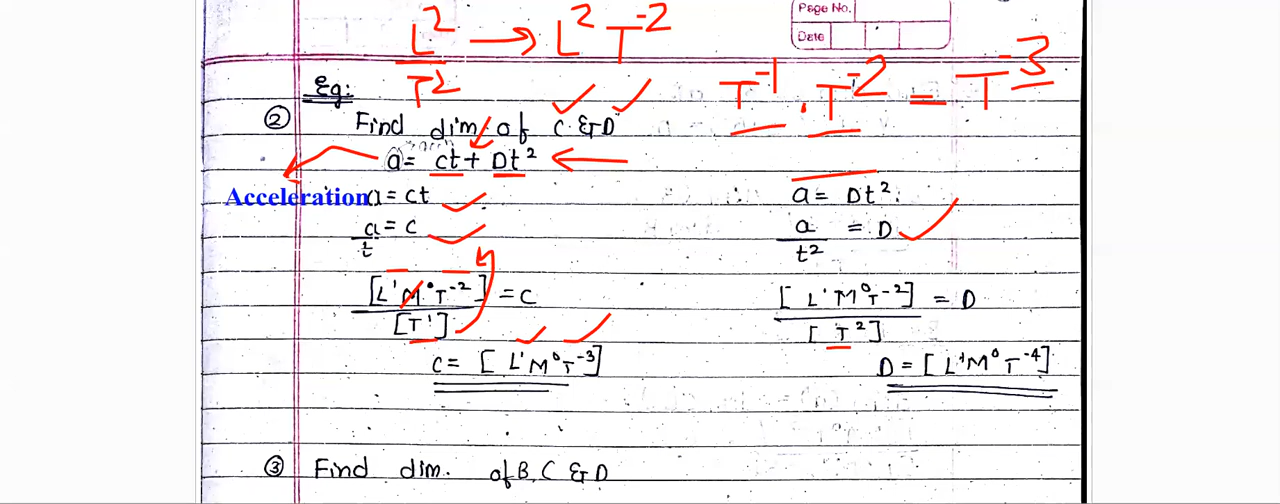 Page No.
Date
L² → L² T⁻²
T²
T⁻¹ . T⁻² = T⁻³
Eg:
② Find dim of C & D
a = ct + Dt²
Acceleration a = ct
a/t = c
[L¹M⁰T⁻²] / [T¹] = C
C = [L¹M⁰T⁻³]
a = Dt²
a/t² = D
[L¹M⁰T⁻²] / [T²] = D
D = [L¹M⁰T⁻⁴]
③ Find dim. of B, C & D